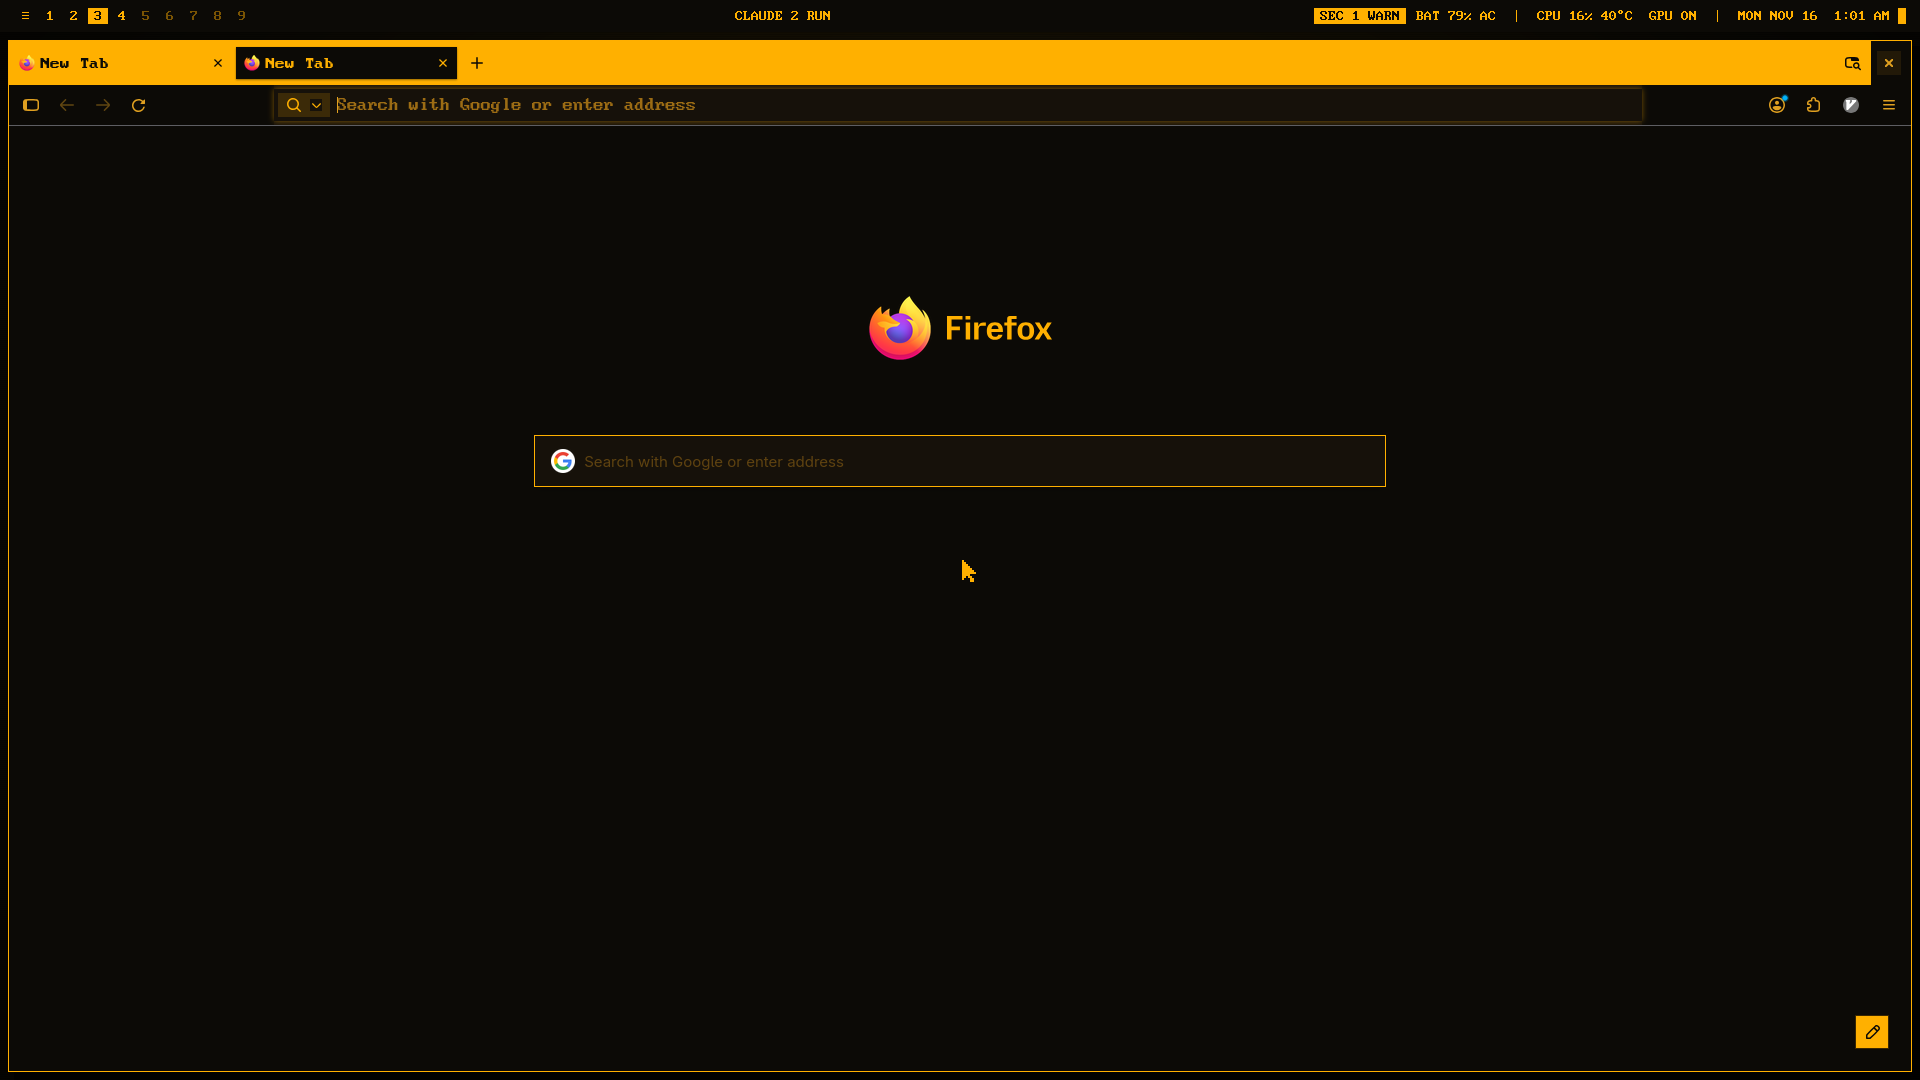 ≡ 1 2 3 4 5 6 7 8 9 CLAUDE 2 RUN SEC 1 WARN BAT 79% AC | CPU 16% 40°C GPU ON | MON NOV 16 1:01 AM
New Tab New Tab
Search with Google or enter address
Firefox
Search with Google or enter address